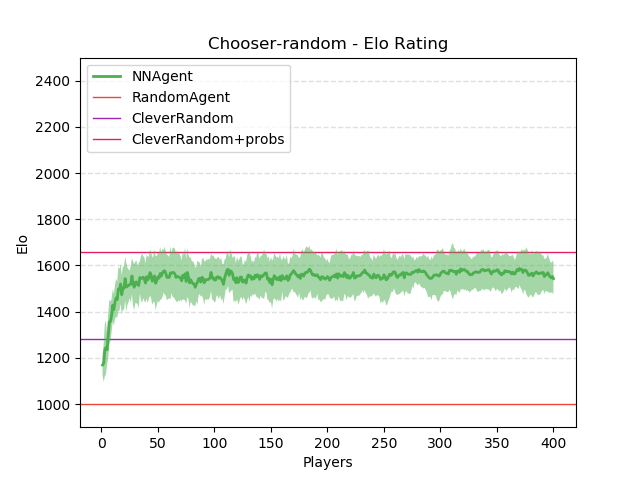 Chooser-random - Elo Rating
NNAgent
RandomAgent
CleverRandom
CleverRandom+probs
Elo
2400
2200
2000
1800
1600
1400
1200
1000
0 50 100 150 200 250 300 350 400
Players